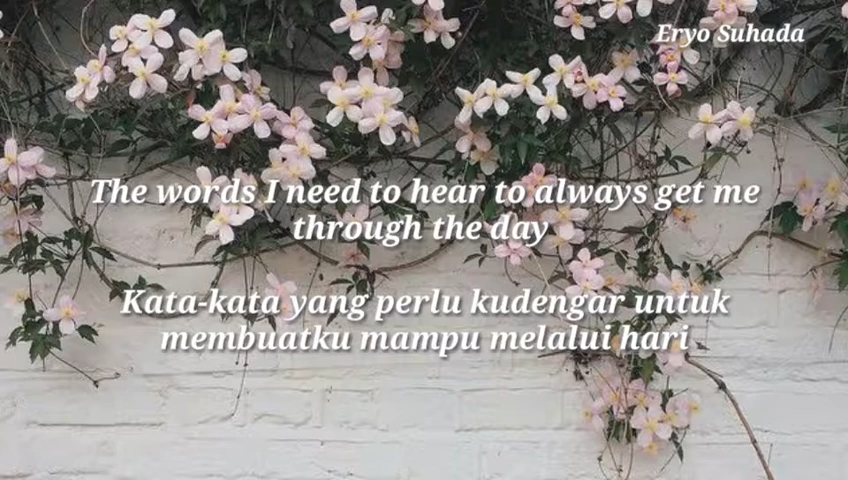 Eryo Suhada
The words I need to hear to always get me
through the day
Kata-kata yang perlu kudengar untuk
membuatku mampu melalui hari